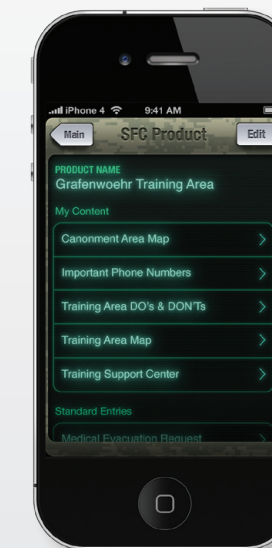 iPhone 4 9:41 AM
Main SFC Product Edit
PRODUCT NAME
Grafenwoehr Training Area
My Content
Canonment Area Map
Important Phone Numbers
Training Area DO's & DON'Ts
Training Area Map
Training Support Center
Standard Entries
Medical Evacuation Request